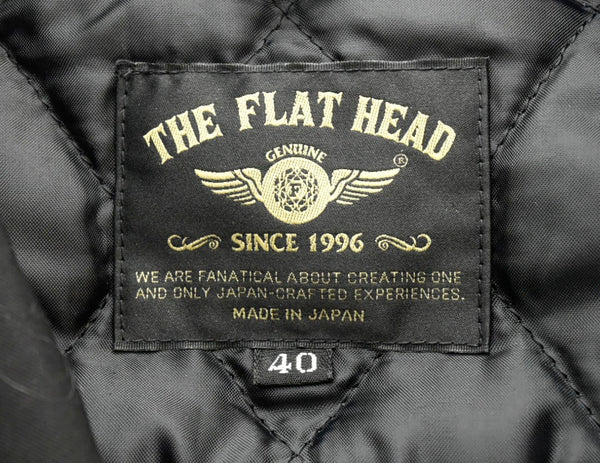 THE FLAT HEAD
GENUINE
F
®
SINCE 1996
WE ARE FANATICAL ABOUT CREATING ONE
AND ONLY JAPAN-CRAFTED EXPERIENCES.
MADE IN JAPAN
40